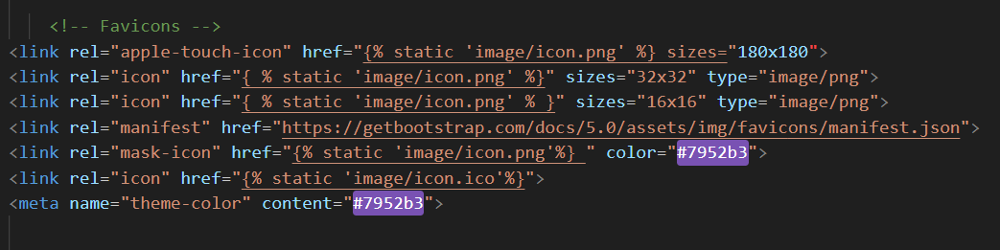 <!-- Favicons -->
<link rel="apple-touch-icon" href="{% static 'image/icon.png' %} sizes="180x180">
<link rel="icon" href="{ % static 'image/icon.png' %}" sizes="32x32" type="image/png">
<link rel="icon" href="{ % static 'image/icon.png' % }" sizes="16x16" type="image/png">
<link rel="manifest" href="https://getbootstrap.com/docs/5.0/assets/img/favicons/manifest.json">
<link rel="mask-icon" href="{% static 'image/icon.png'%} " color="#7952b3">
<link rel="icon" href="{% static 'image/icon.ico'%}">
<meta name="theme-color" content="#7952b3">